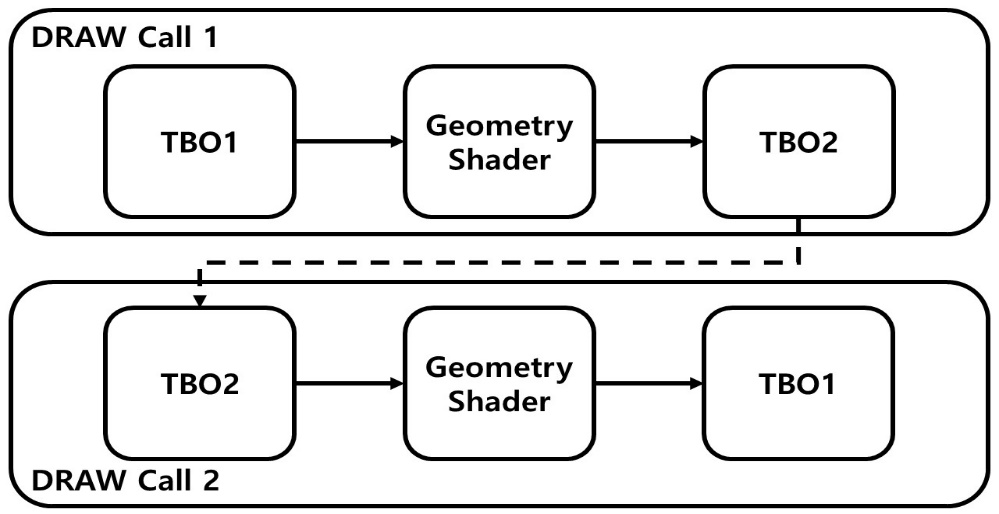 DRAW Call 1
TBO1
Geometry
Shader
TBO2
TBO2
Geometry
Shader
TBO1
DRAW Call 2